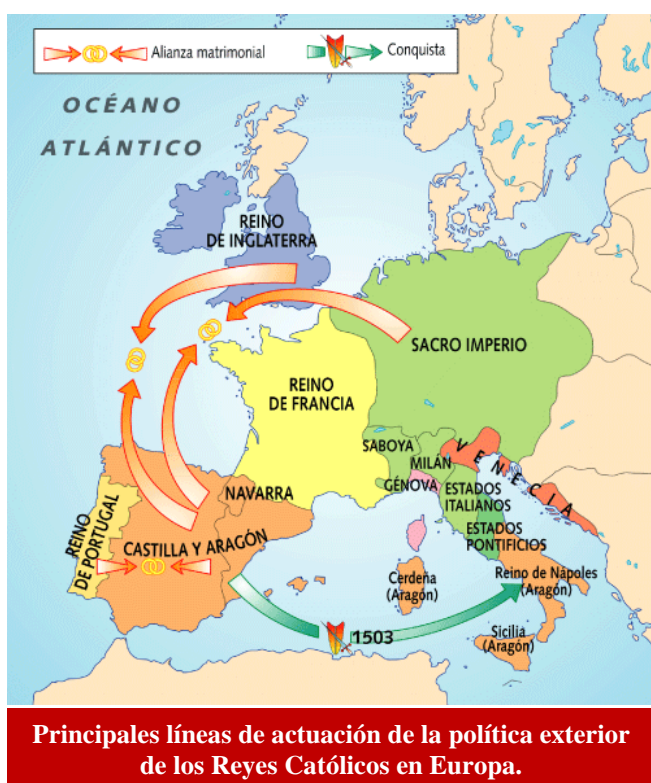 Alianza matrimonial
Conquista
OCÉANO
ATLÁNTICO
REINO
DE INGLATERRA
SACRO IMPERIO
REINO
DE FRANCIA
SABOYA
MILÁN
VENECIA
GÉNOVA
ESTADOS
ITALIANOS
NAVARRA
ESTADOS
PONTIFICIOS
REINO
DE PORTUGAL
CASTILLA Y ARAGÓN
Cerdeña
(Aragón)
Reino de Nápoles
(Aragón)
1503
Sicilia
(Aragón)
Principales líneas de actuación de la política exterior
de los Reyes Católicos en Europa.